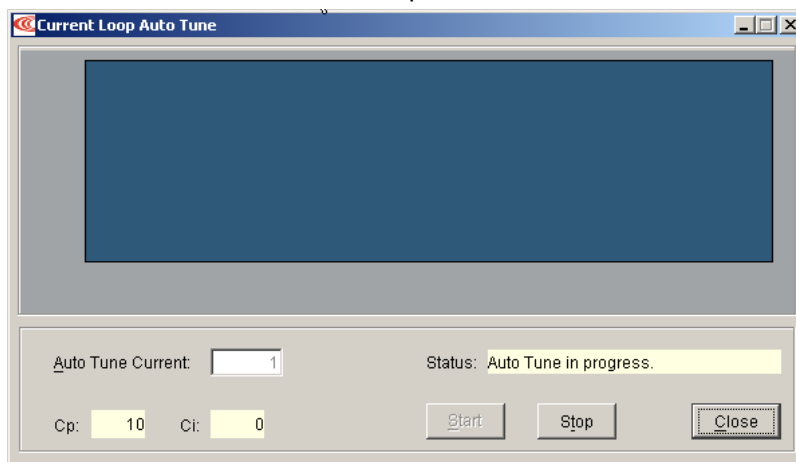 Current Loop Auto Tune
Auto Tune Current: 1 Status: Auto Tune in progress.
Cp: 10 Ci: 0 Start Stop Close